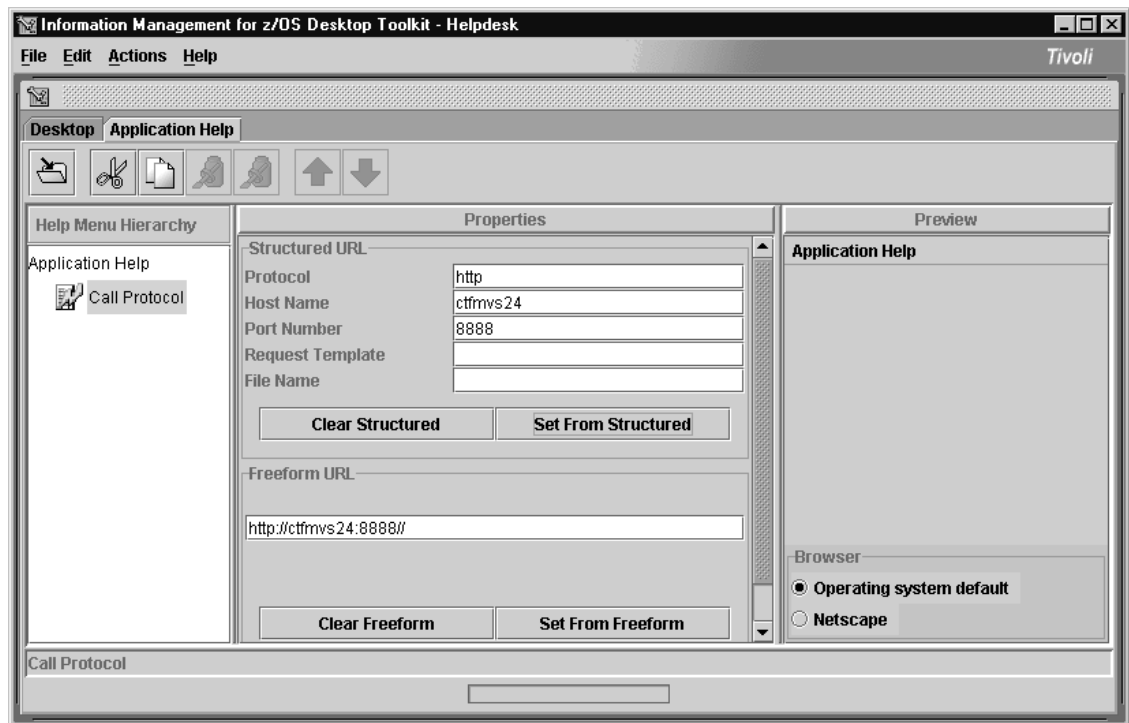 Information Management for z/OS Desktop Toolkit - Helpdesk
File Edit Actions Help
Tivoli
Desktop Application Help
Help Menu Hierarchy
Application Help
Call Protocol
Properties
Structured URL
Protocol http
Host Name ctfmvs24
Port Number 8888
Request Template
File Name
Clear Structured Set From Structured
Freeform URL
http://ctfmvs24:8888//
Clear Freeform Set From Freeform
Preview
Application Help
Browser
Operating system default
Netscape
Call Protocol